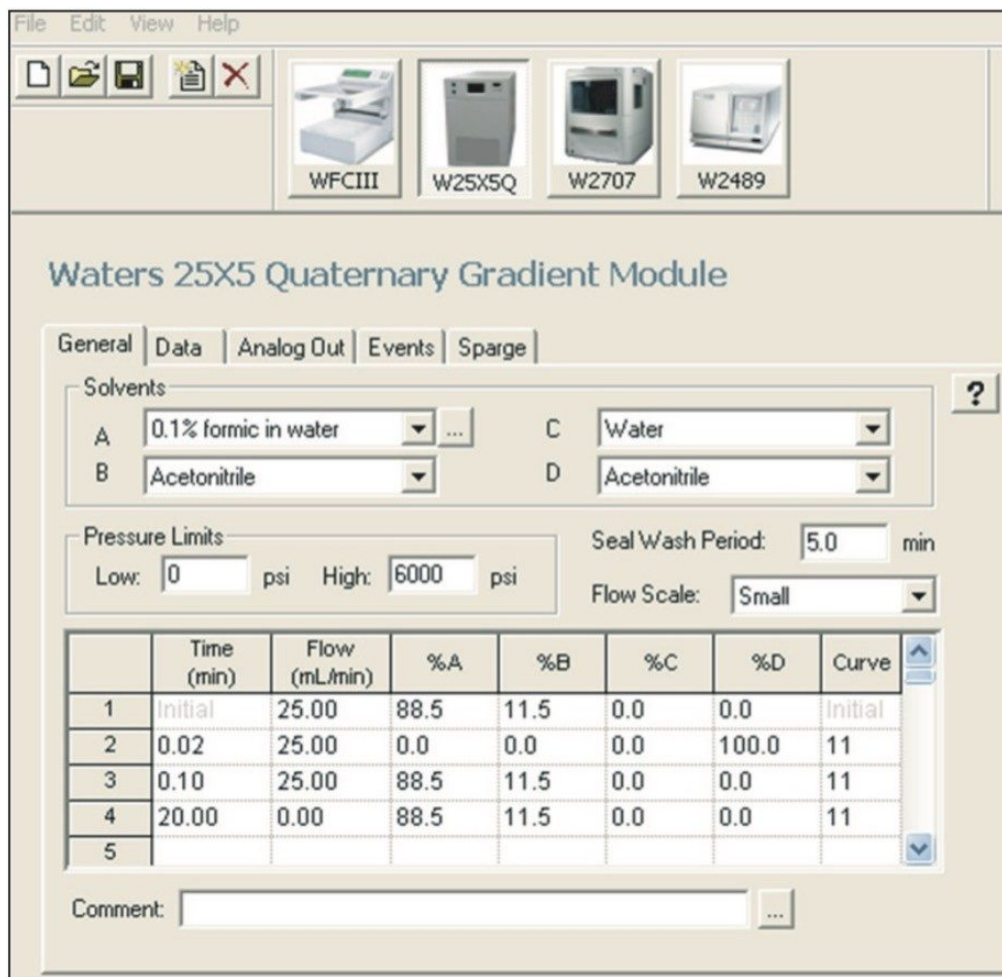 File Edit View Help
WFCIII W25X5Q W2707 W2489
Waters 25X5 Quaternary Gradient Module
General Data Analog Out Events Sparge
Solvents
?
A 0.1% formic in water ... C Water
B Acetonitrile D Acetonitrile
Pressure Limits
Seal Wash Period: 5.0 min
Low: 0 psi High: 6000 psi
Flow Scale: Small
Time (min) Flow (mL/min) %A %B %C %D Curve
1 Initial 25.00 88.5 11.5 0.0 0.0 Initial
2 0.02 25.00 0.0 0.0 0.0 100.0 11
3 0.10 25.00 88.5 11.5 0.0 0.0 11
4 20.00 0.00 88.5 11.5 0.0 0.0 11
5
Comment: ...